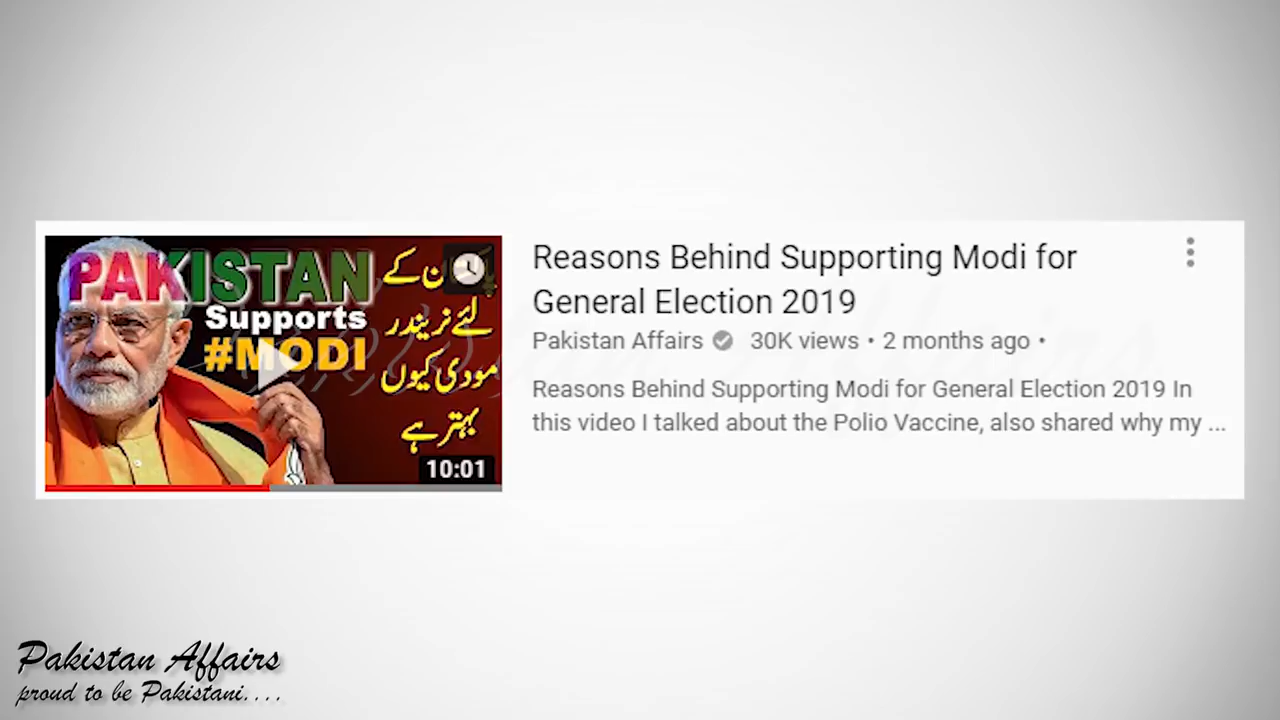 PAKISTAN
Supports
#MODI
ن کے
لئے نریندر
مودی کیوں
بہتر ہے
10:01
Reasons Behind Supporting Modi for
General Election 2019
Pakistan Affairs 30K views • 2 months ago •
Reasons Behind Supporting Modi for General Election 2019 In
this video I talked about the Polio Vaccine, also shared why my ...
Pakistan Affairs
proud to be Pakistani....